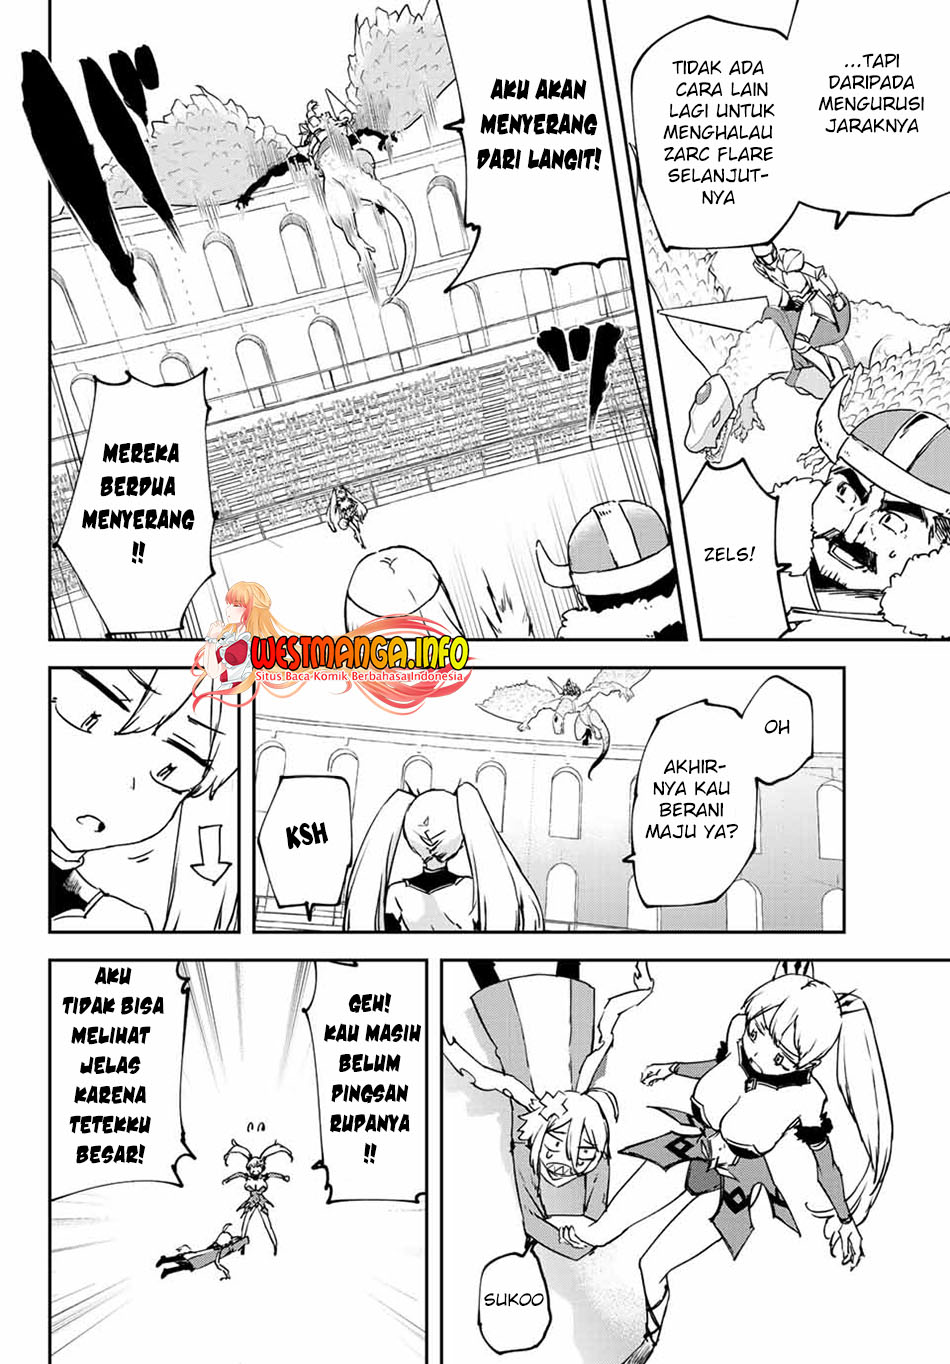 ...TAPI
DARIPADA
MENGURUSI
JARAKNYA
TIDAK ADA
CARA LAIN
LAGI UNTUK
MENGHALAU
ZARC FLARE
SELANJUT-
NYA
ZELS!
AKU AKAN
MENYERANG
DARI LANGIT!
MEREKA
BERDUA
MENYERANG
!!
WESTMANGA.INFO
Situs Baca Komik Berbahasa Indonesia
OH
AKHIR-
NYA KAU
BERANI
MAJU YA?
KSH
SUKOO
GEH!
KAU MASIH
BELUM
PINGSAN
RUPANYA
!!
AKU
TIDAK BISA
MELIHAT
JELAS
KARENA
TETEKKU
BESAR!